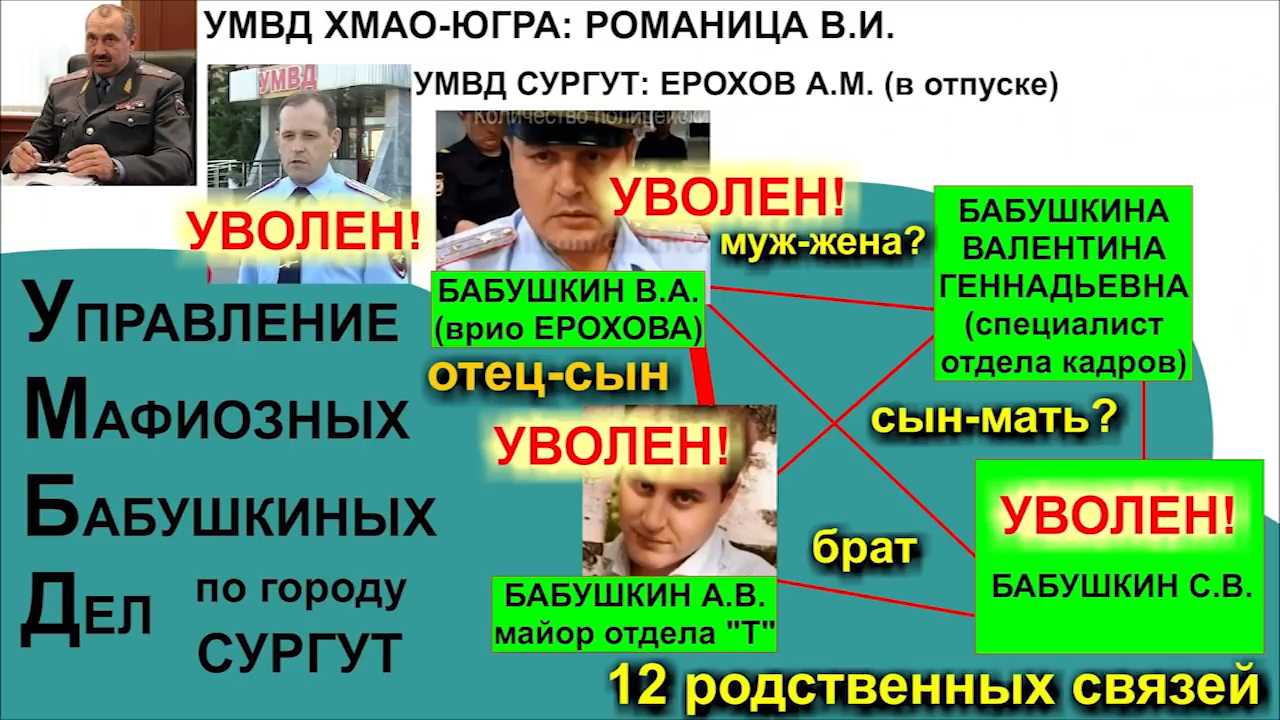 УМВД ХМАО-ЮГРА: РОМАНИЦА В.И.
УМВД
УМВД СУРГУТ: ЕРОХОВ А.М. (в отпуске)
Количество полицейски
УВОЛЕН!
УВОЛЕН!
муж-жена?
БАБУШКИНА
ВАЛЕНТИНА
ГЕННАДЬЕВНА
(специалист
отдела кадров)
БАБУШКИН В.А.
(врио ЕРОХОВА)
отец-сын
сын-мать?
УВОЛЕН!
УПРАВЛЕНИЕ
МАФИОЗНЫХ
БАБУШКИНЫХ
ДЕЛ
по городу
СУРГУТ
УВОЛЕН!
БАБУШКИН С.В.
брат
БАБУШКИН А.В.
майор отдела "Т"
12 родственных связей